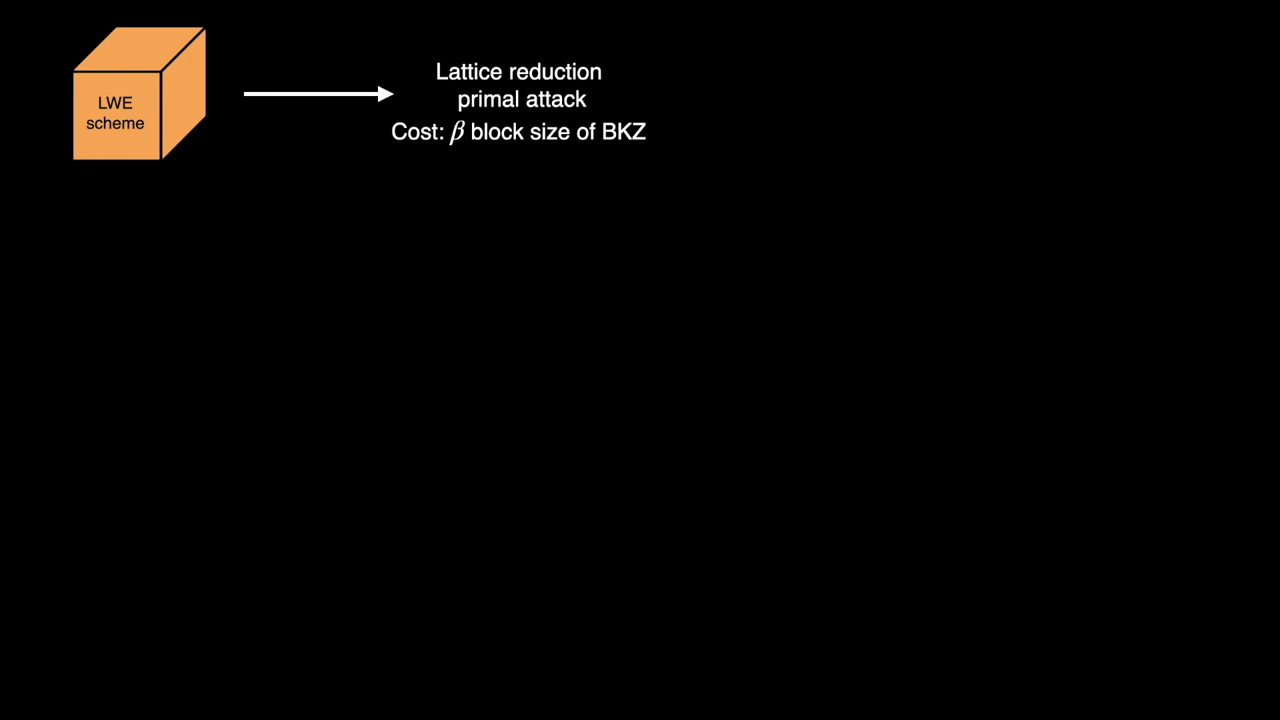 LWE
scheme
Lattice reduction
primal attack
Cost: β block size of BKZ